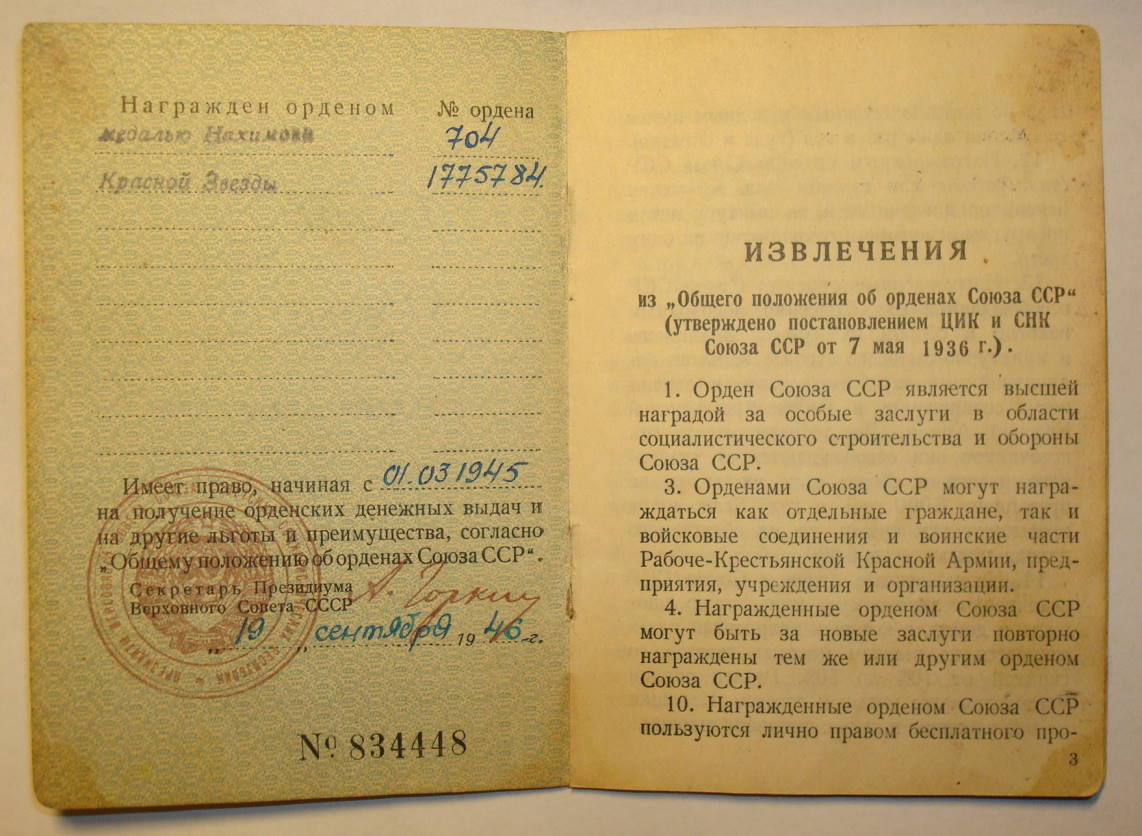 Награжден орденом № ордена
медалью Нахимова 704
Красной Звезды 1775784.
Имеет право, начиная с 01.03 1945
на получение орденских денежных выдач и
на другие льготы и преимущества, согласно
„Общему положению об орденах Союза ССР“.
Секретарь Президиума
Верховного Совета СССР А. Горкин
„19„ сентября 1946 г.
№ 834448
ИЗВЛЕЧЕНИЯ
из „Общего положения об орденах Союза ССР“
(утверждено постановлением ЦИК и СНК
Союза ССР от 7 мая 1936 г.).
1. Орден Союза ССР является высшей
наградой за особые заслуги в области
социалистического строительства и обороны
Союза ССР.
3. Орденами Союза ССР могут награ-
ждаться как отдельные граждане, так и
войсковые соединения и воинские части
Рабоче-Крестьянской Красной Армии, пред-
приятия, учреждения и организации.
4. Награжденные орденом Союза ССР
могут быть за новые заслуги повторно
награждены тем же или другим орденом
Союза ССР.
10. Награжденные орденом Союза ССР
пользуются лично правом бесплатного про-
3